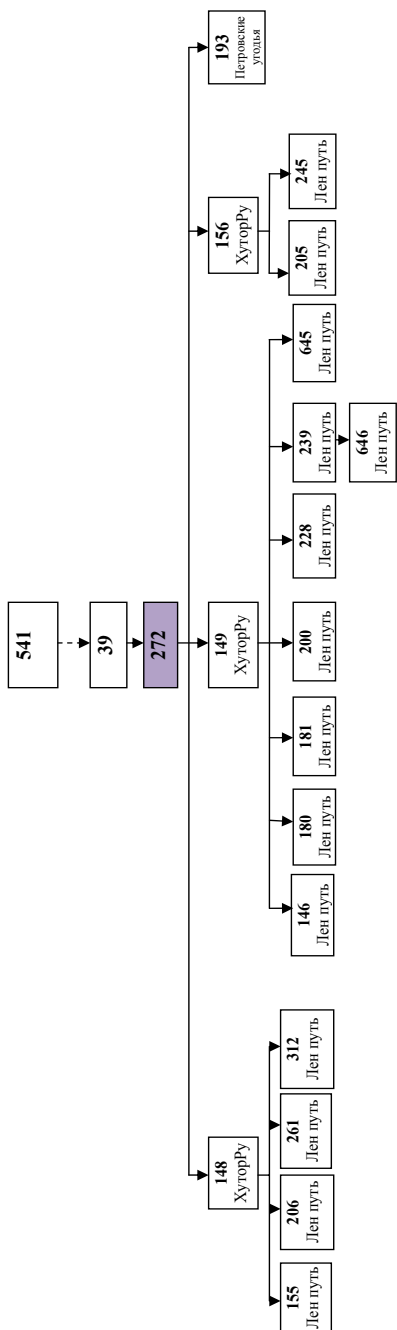 541
39
272
148
ХуторРу
149
ХуторРу
156
ХуторРу
193
Петровские
угодья
155
Лен путь
206
Лен путь
261
Лен путь
312
Лен путь
146
Лен путь
180
Лен путь
181
Лен путь
200
Лен путь
228
Лен путь
239
Лен путь
645
Лен путь
205
Лен путь
245
Лен путь
646
Лен путь